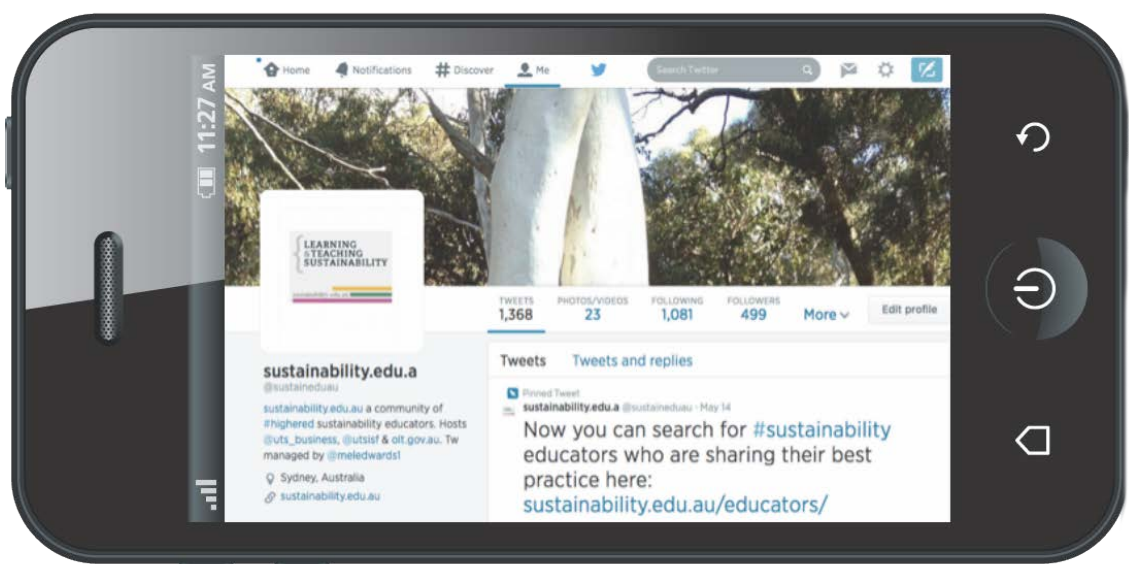 11:27 AM
Home Notifications # Discover Me Search Twitter
LEARNING
& TEACHING
SUSTAINABILITY
TWEETS PHOTOS/VIDEOS FOLLOWING FOLLOWERS
1,368 23 1,081 499 More Edit profile
sustainability.edu.a
@sustaineduau
sustainability.edu.au a community of
#highered sustainability educators. Hosts
@uts_business, @utsisf & olt.gov.au. Tw
managed by @meledwards1
Sydney, Australia
sustainability.edu.au
Tweets Tweets and replies
Pinned Tweet
sustainability.edu.a @sustaineduau · May 14
Now you can search for #sustainability
educators who are sharing their best
practice here:
sustainability.edu.au/educators/